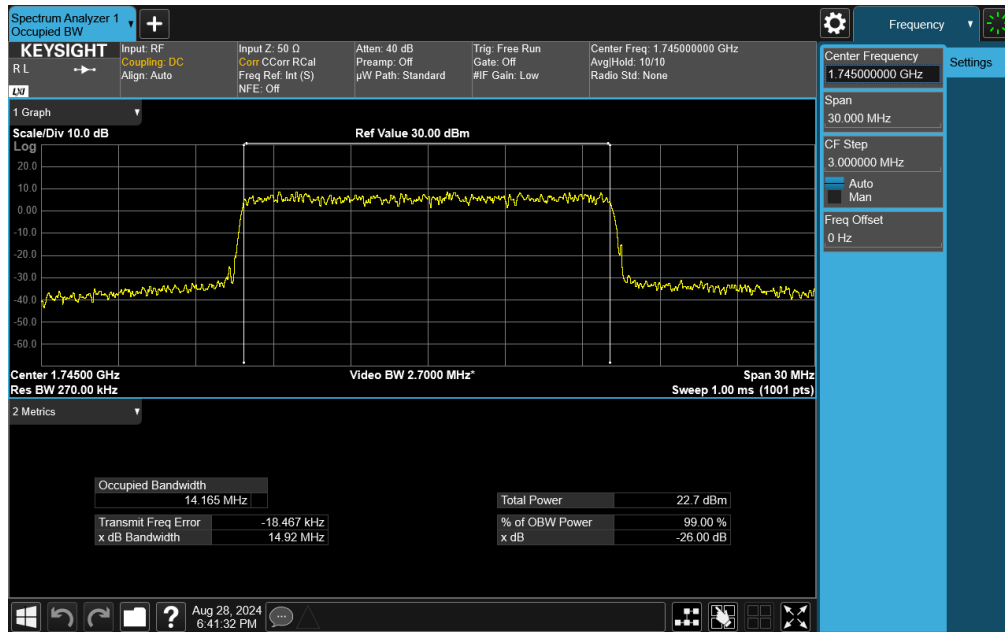 Spectrum Analyzer 1
Occupied BW
Frequency
KEYSIGHT
R L
LXI
Input: RF
Coupling: DC
Align: Auto
Input Z: 50 Ω
Corr CCorr RCal
Freq Ref: Int (S)
NFE: Off
Atten: 40 dB
Preamp: Off
µW Path: Standard
Trig: Free Run
Gate: Off
#IF Gain: Low
Center Freq: 1.745000000 GHz
Avg|Hold: 10/10
Radio Std: None
Center Frequency
1.745000000 GHz
Settings
Span
30.000 MHz
CF Step
3.000000 MHz
Auto
Man
Freq Offset
0 Hz
1 Graph
Scale/Div 10.0 dB
Ref Value 30.00 dBm
Log
20.0
10.0
0.00
-10.0
-20.0
-30.0
-40.0
-50.0
-60.0
Center 1.74500 GHz
Video BW 2.7000 MHz*
Span 30 MHz
Res BW 270.00 kHz
Sweep 1.00 ms (1001 pts)
2 Metrics
Occupied Bandwidth
14.165 MHz
Total Power 22.7 dBm
Transmit Freq Error -18.467 kHz
% of OBW Power 99.00 %
x dB Bandwidth 14.92 MHz
x dB -26.00 dB
Aug 28, 2024
6:41:32 PM